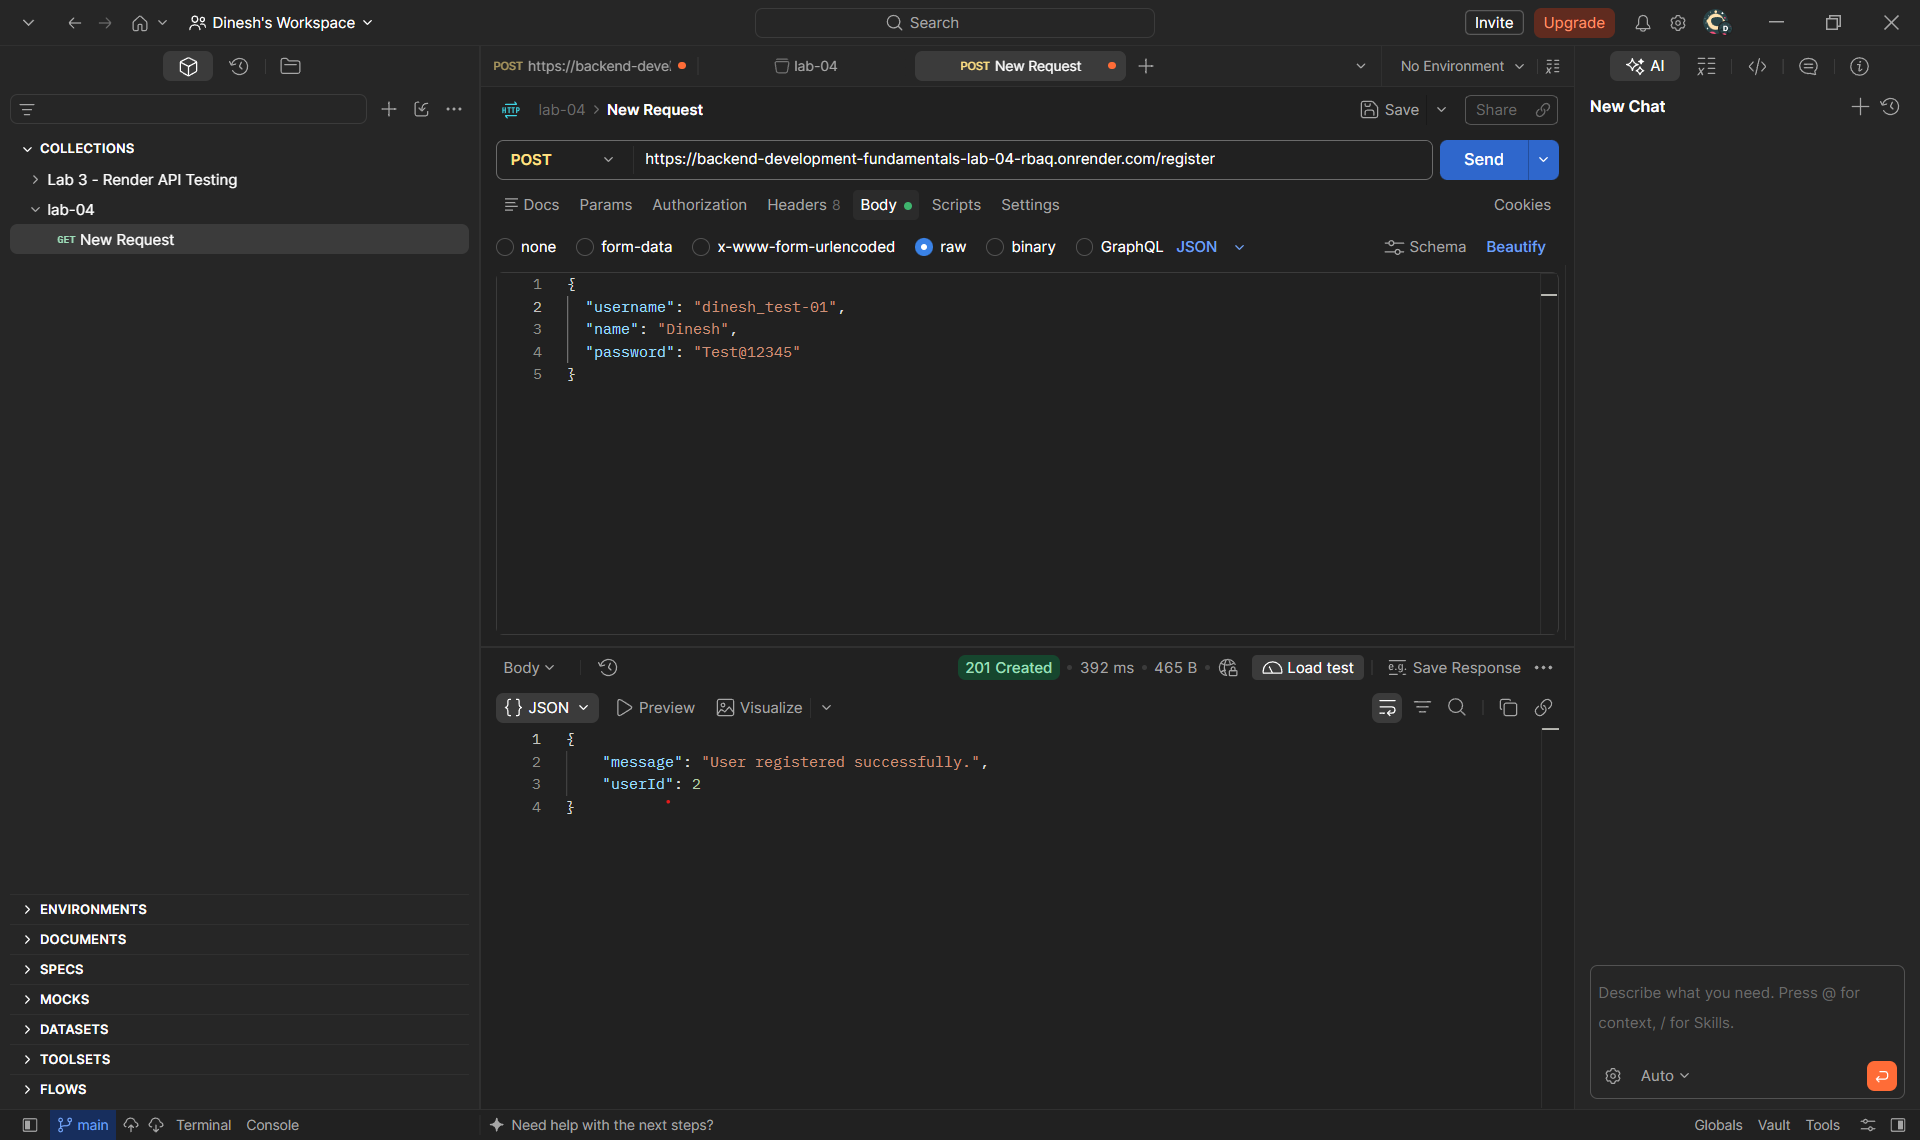 Dinesh's Workspace
Search
Invite
Upgrade
POST https://backend-deve
lab-04
POST New Request
No Environment
AI
lab-04 > New Request
Save
Share
New Chat
COLLECTIONS
Lab 3 - Render API Testing
lab-04
GET New Request
POST
https://backend-development-fundamentals-lab-04-rbaq.onrender.com/register
Send
Docs
Params
Authorization
Headers 8
Body
Scripts
Settings
Cookies
none
form-data
x-www-form-urlencoded
raw
binary
GraphQL
JSON
Schema
Beautify
1 {
2 "username": "dinesh_test-01",
3 "name": "Dinesh",
4 "password": "Test@12345"
5 }
Body
201 Created
392 ms
465 B
Load test
e.g. Save Response
{} JSON
Preview
Visualize
1 {
2 "message": "User registered successfully.",
3 "userId": 2
4 }
ENVIRONMENTS
DOCUMENTS
SPECS
MOCKS
DATASETS
TOOLSETS
FLOWS
Describe what you need. Press @ for
context, / for Skills.
Auto
main
Terminal
Console
Need help with the next steps?
Globals
Vault
Tools